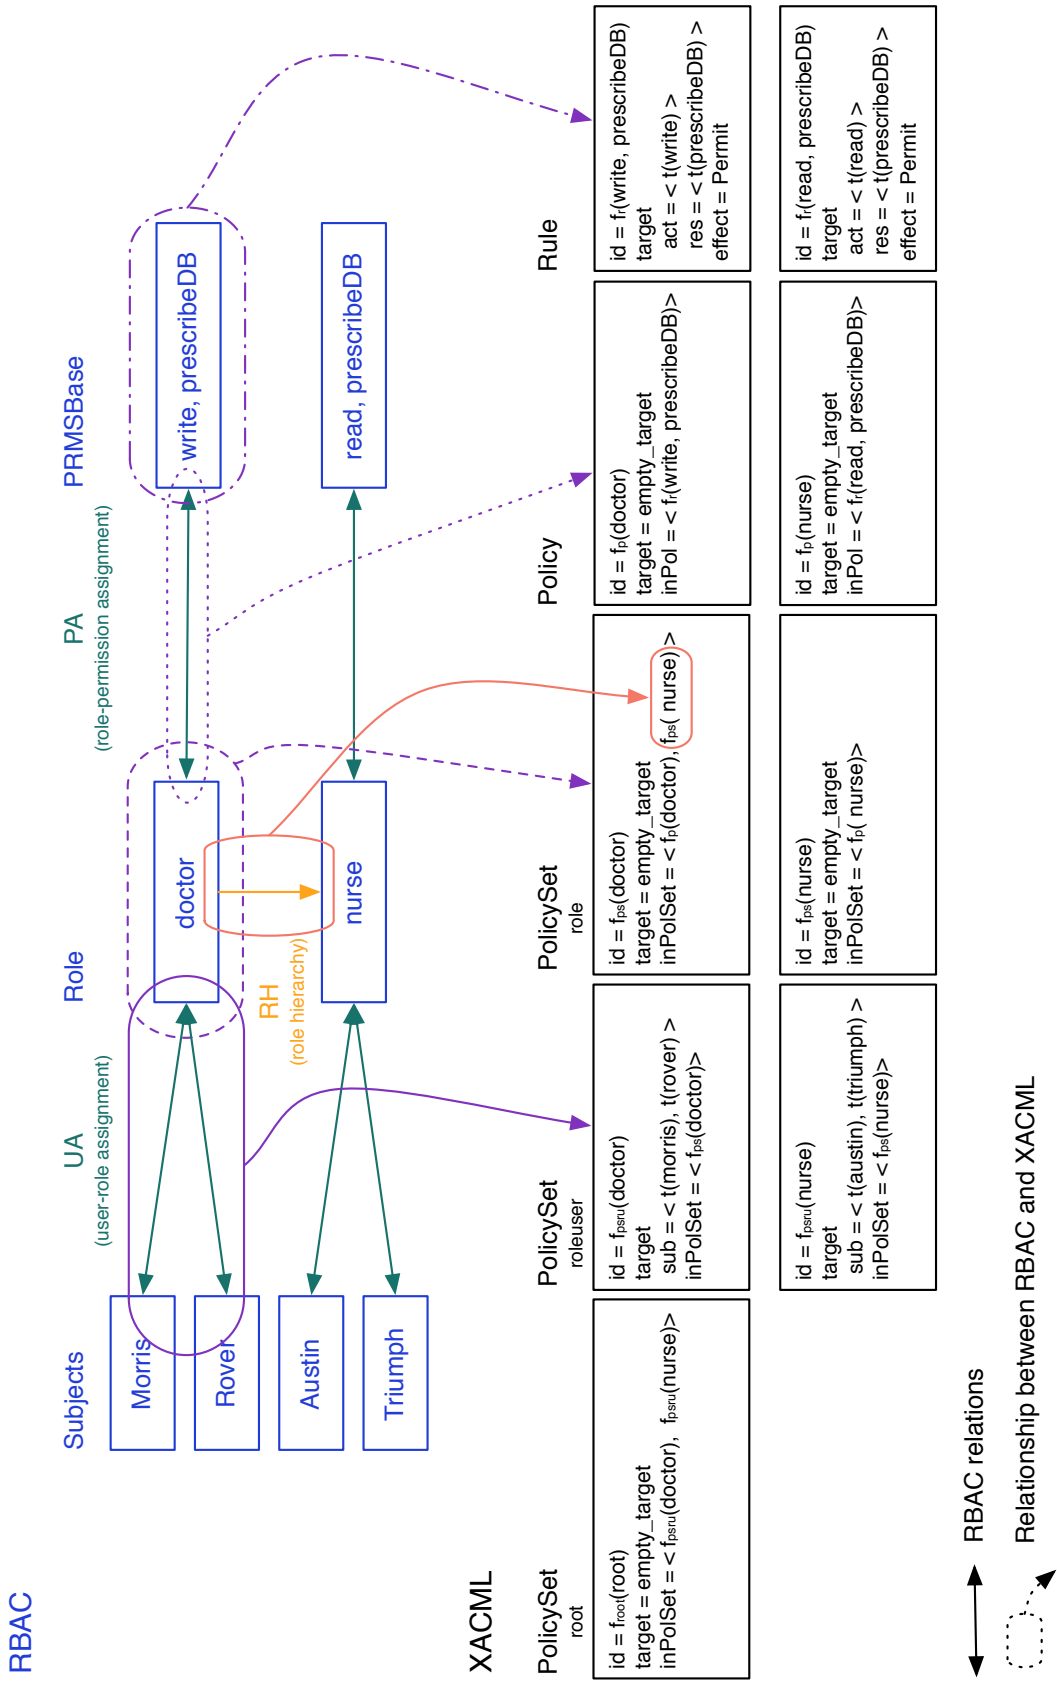 RBAC
Subjects
UA
(user-role assignment)
Role
PA
(role-permission assignment)
PRMSBase
Morris
Rover
Austin
Triumph
doctor
RH
(role hierarchy)
nurse
write, prescribeDB
read, prescribeDB
XACML
PolicySet
root
id = froot(root)
target = empty_target
inPolSet = < fpsru(doctor), fpsru(nurse)>
PolicySet
roleuser
id = fpsru(doctor)
target
sub = < t(morris), t(rover) >
inPolSet = < fps(doctor)>
id = fpsru(nurse)
target
sub = < t(austin), t(triumph) >
inPolSet = < fps(nurse)>
PolicySet
role
id = fps(doctor)
target = empty_target
inPolSet = < fp(doctor), fps( nurse) >
id = fps(nurse)
target = empty_target
inPolSet = < fp( nurse)>
Policy
id = fp(doctor)
target = empty_target
inPol = < fr(write, prescribeDB)>
id = fp(nurse)
target = empty_target
inPol = < fr(read, prescribeDB)>
Rule
id = fr(write, prescribeDB)
target
act = < t(write) >
res = < t(prescribeDB) >
effect = Permit
id = fr(read, prescribeDB)
target
act = < t(read) >
res = < t(prescribeDB) >
effect = Permit
RBAC relations
Relationship between RBAC and XACML